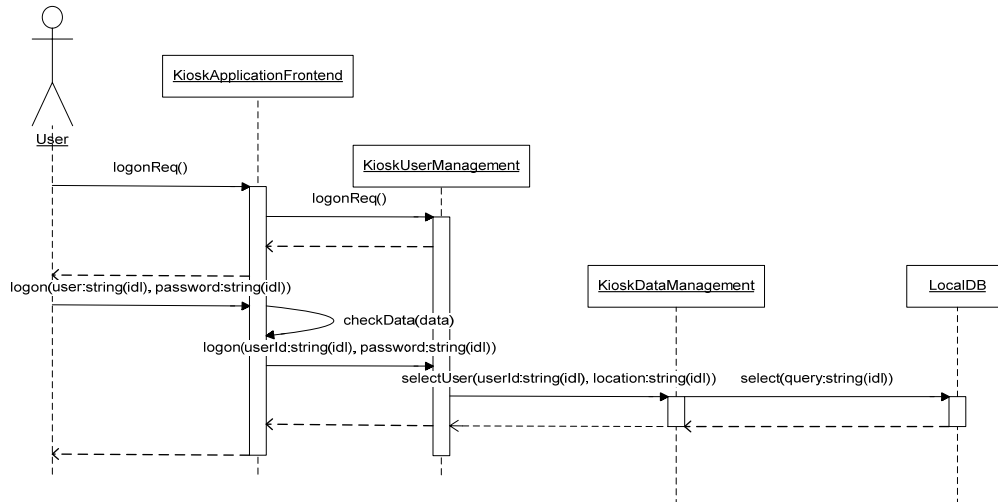 KioskApplicationFrontend
User
KioskUserManagement
logonReq()
logonReq()
KioskDataManagement
LocalDB
logon(user:string(idl), password:string(idl))
checkData(data)
logon(userId:string(idl), password:string(idl))
selectUser(userId:string(idl), location:string(idl))
select(query:string(idl))